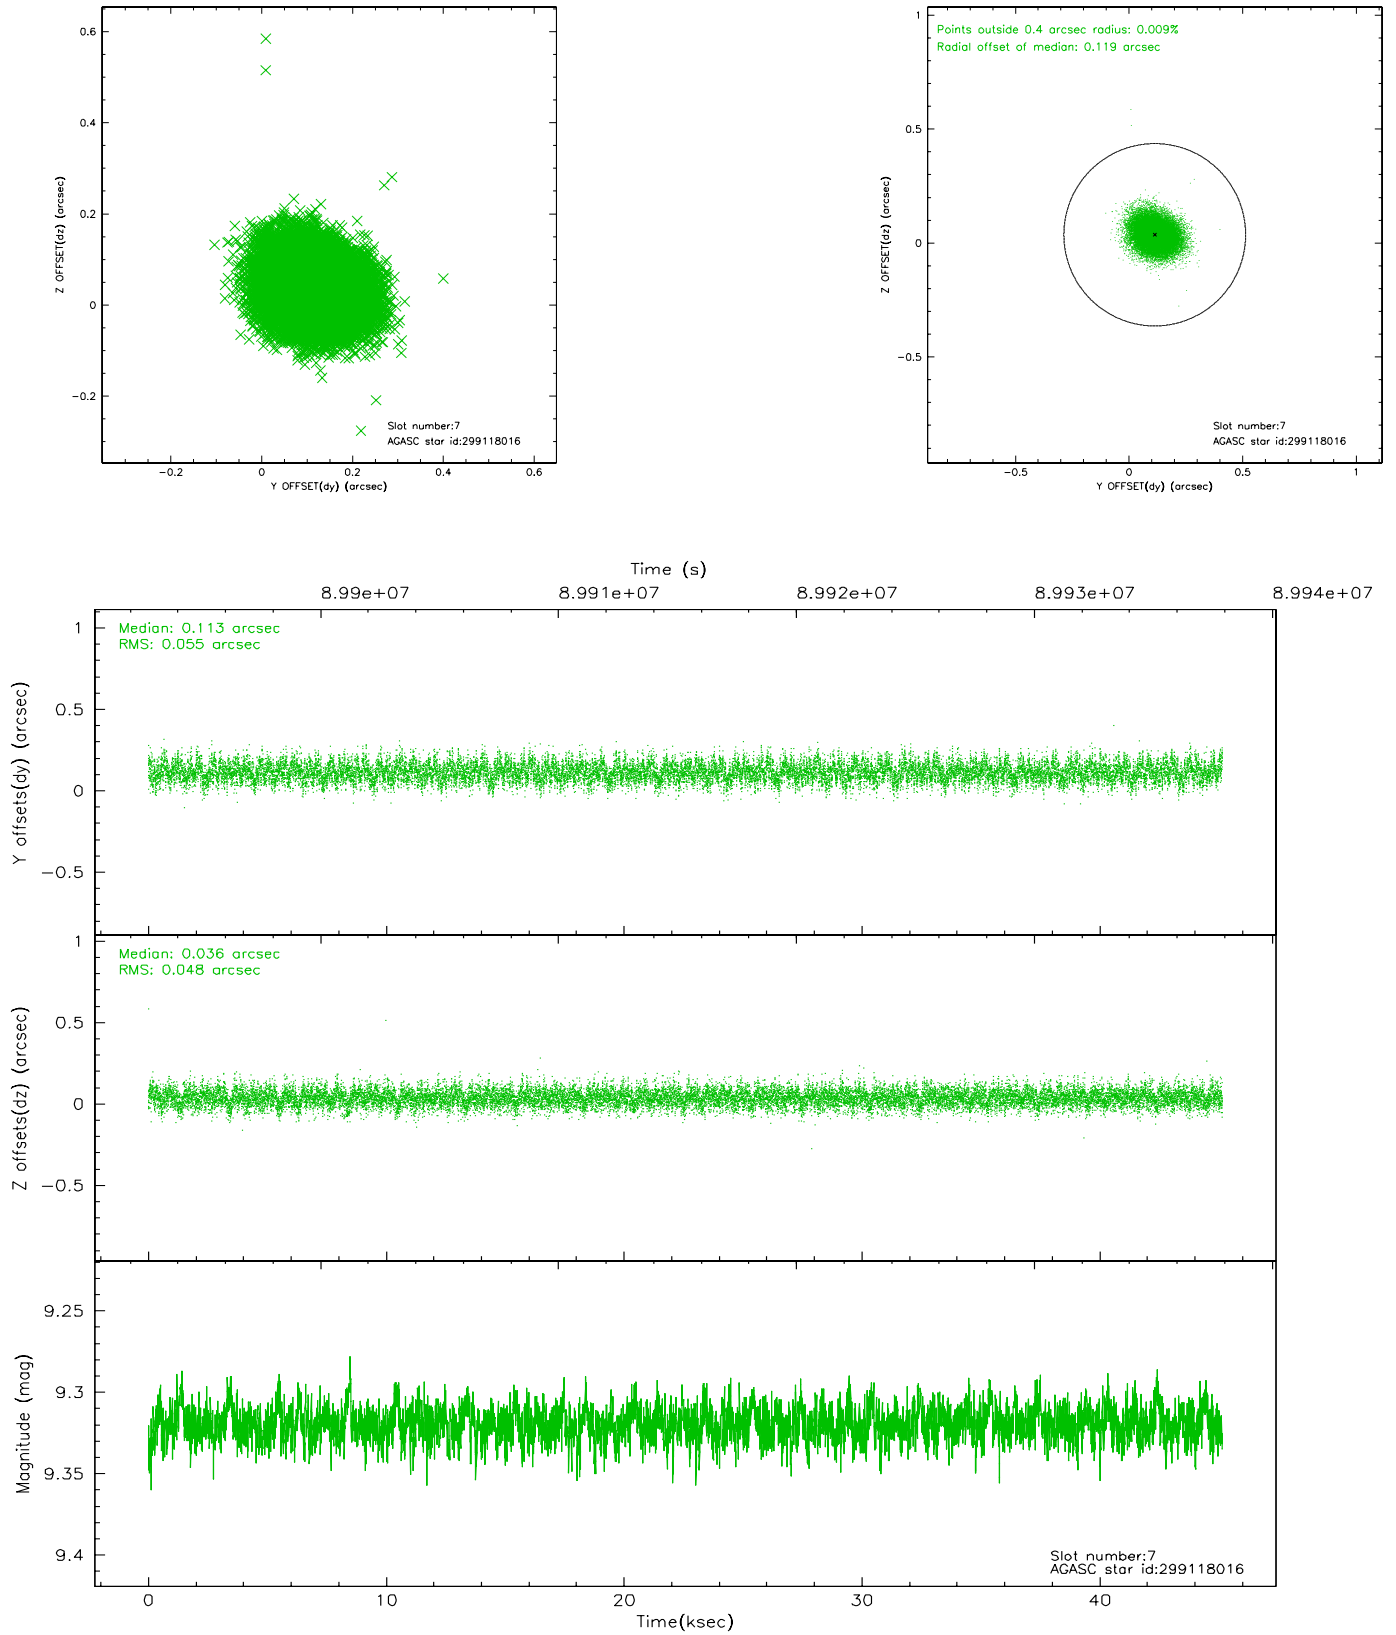 0.6
0.4
0.2
0
−0.2
Z OFFSET(dz) (arcsec)
Slot number:7
AGASC star id:299118016
−0.2 0 0.2 0.4 0.6
Y OFFSET(dy) (arcsec)
Points outside 0.4 arcsec radius: 0.009%
Radial offset of median: 0.119 arcsec
1
0.5
0
−0.5
Z OFFSET(dz) (arcsec)
Slot number:7
AGASC star id:299118016
−0.5 0 0.5 1
Y OFFSET(dy) (arcsec)
Time (s)
8.99e+07 8.991e+07 8.992e+07 8.993e+07 8.994e+07
Median: 0.113 arcsec
RMS: 0.055 arcsec
1
0.5
0
−0.5
Y offsets(dy) (arcsec)
Median: 0.036 arcsec
RMS: 0.048 arcsec
1
0.5
0
−0.5
Z offsets(dz) (arcsec)
9.25
9.3
9.35
9.4
Magnitude (mag)
Slot number:7
AGASC star id:299118016
0 10 20 30 40
Time(ksec)